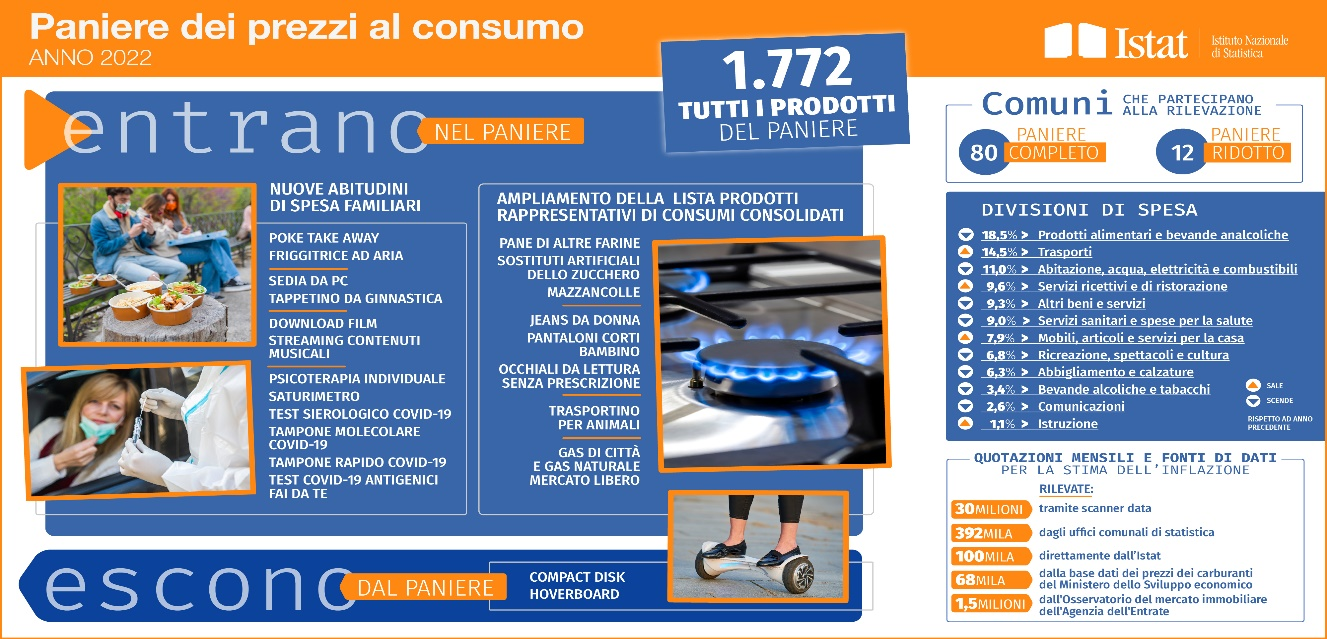 Paniere dei prezzi al consumo
ANNO 2022
1.772
TUTTI I PRODOTTI
DEL PANIERE
Istat
Istituto Nazionale
di Statistica
entrano
NEL PANIERE
NUOVE ABITUDINI
DI SPESA FAMILIARI
POKE TAKE AWAY
FRIGGITRICE AD ARIA
SEDIA DA PC
TAPPETINO DA GINNASTICA
DOWNLOAD FILM
STREAMING CONTENUTI
MUSICALI
PSICOTERAPIA INDIVIDUALE
SATURIMETRO
TEST SIEROLOGICO COVID-19
TAMPONE MOLECOLARE
COVID-19
TAMPONE RAPIDO COVID-19
TEST COVID-19 ANTIGENICI
FAI DA TE
AMPLIAMENTO DELLA LISTA PRODOTTI
RAPPRESENTATIVI DI CONSUMI CONSOLIDATI
PANE DI ALTRE FARINE
SOSTITUTI ARTIFICIALI
DELLO ZUCCHERO
MAZZANCOLLE
JEANS DA DONNA
PANTALONI CORTI
BAMBINO
OCCHIALI DA LETTURA
SENZA PRESCRIZIONE
TRASPORTINO
PER ANIMALI
GAS DI CITTÀ
E GAS NATURALE
MERCATO LIBERO
escono
DAL PANIERE
COMPACT DISK
HOVERBOARD
Comuni CHE PARTECIPANO
ALLA RILEVAZIONE
80 PANIERE
COMPLETO
12 PANIERE
RIDOTTO
DIVISIONI DI SPESA
18,5% > Prodotti alimentari e bevande analcoliche
14,5% > Trasporti
11,0% > Abitazione, acqua, elettricità e combustibili
9,6% > Servizi ricettivi e di ristorazione
9,3% > Altri beni e servizi
9,0% > Servizi sanitari e spese per la salute
7,9% > Mobili, articoli e servizi per la casa
6,8% > Ricreazione, spettacoli e cultura
6,3% > Abbigliamento e calzature
3,4% > Bevande alcoliche e tabacchi
2,6% > Comunicazioni
1,1% > Istruzione
SALE
SCENDE
RISPETTO AD ANNO
PRECEDENTE
QUOTAZIONI MENSILI E FONTI DI DATI
PER LA STIMA DELL'INFLAZIONE
RILEVATE:
30MILIONI tramite scanner data
392MILA dagli uffici comunali di statistica
100MILA direttamente dall'Istat
68MILA dalla base dati dei prezzi dei carburanti
del Ministero dello Sviluppo economico
1,5MILIONI dall'Osservatorio del mercato immobiliare
dell'Agenzia dell'Entrate